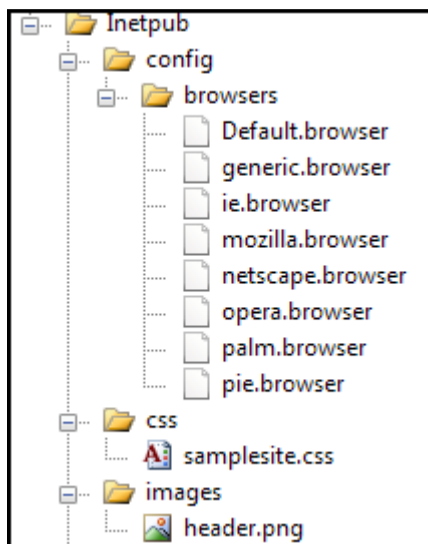 Inetpub
config
browsers
Default.browser
generic.browser
ie.browser
mozilla.browser
netscape.browser
opera.browser
palm.browser
pie.browser
css
samplesite.css
images
header.png